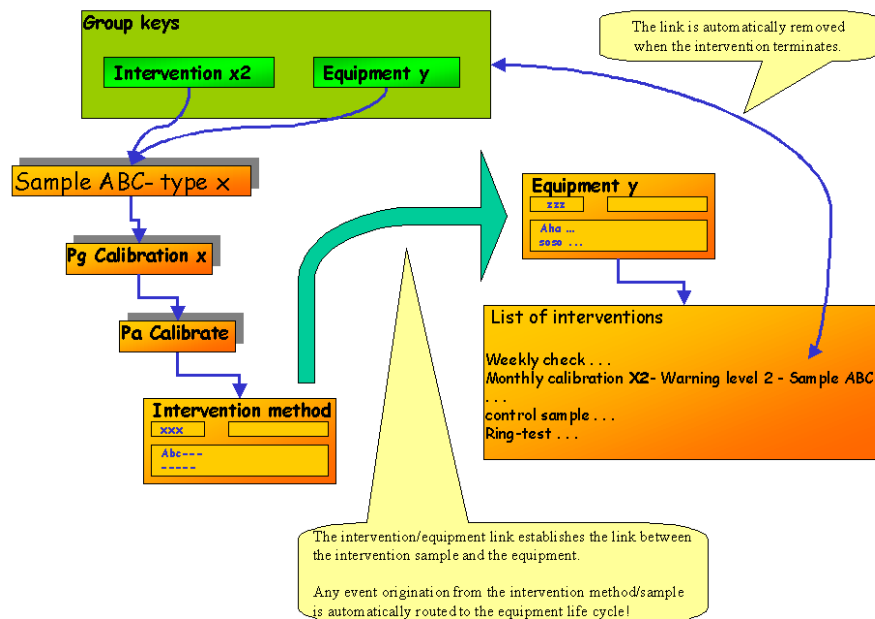 Group keys
Intervention x2
Equipment y
The link is automatically removed
when the intervention terminates.
Sample ABC- type x
Pg Calibration x
Pa Calibrate
Intervention method
xxx
Abc---
-----
Equipment y
zzz
Aha ...
soso ...
List of interventions
Weekly check . . .
Monthly calibration X2- Warning level 2 - Sample ABC
. . .
control sample . . .
Ring-test . . .
The intervention/equipment link establishes the link between
the intervention sample and the equipment.
Any event origination from the intervention method/sample
is automatically routed to the equipment life cycle!